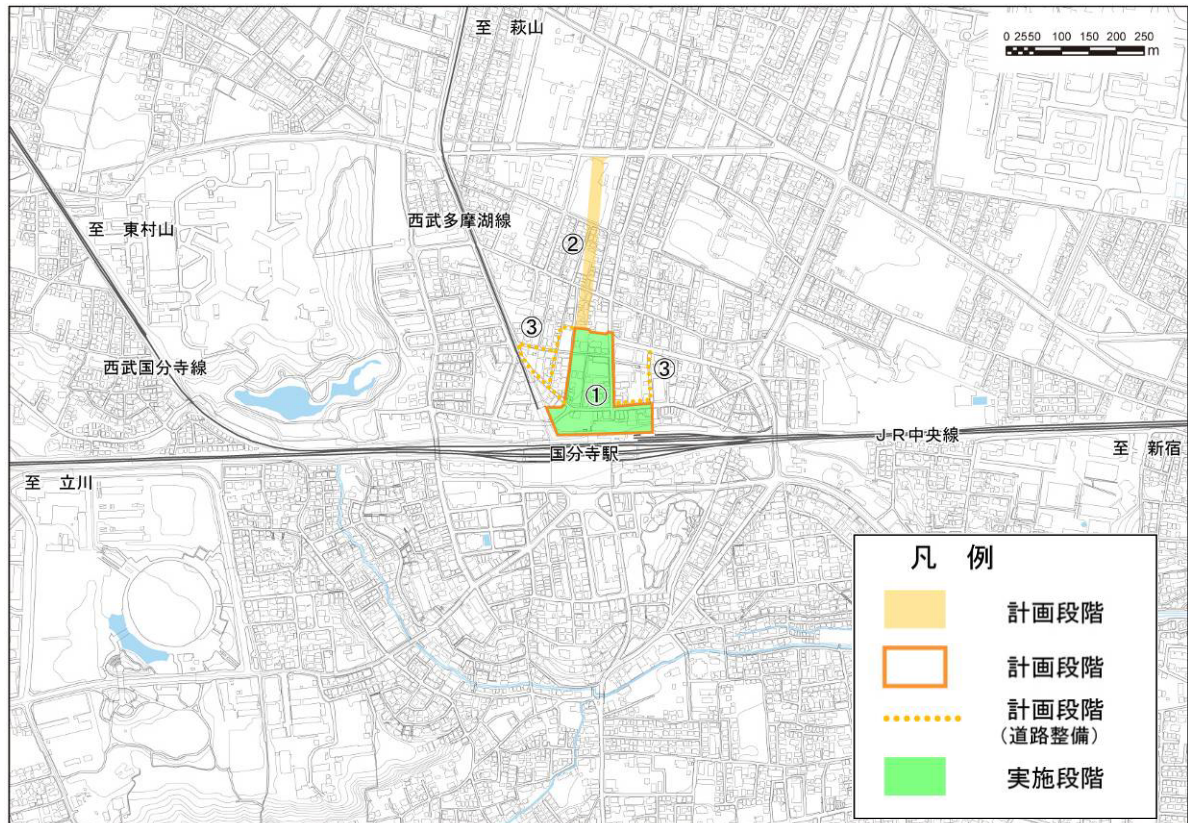 至 萩山
0 2550 100 150 200 250
m
西武多摩湖線
至 東村山
②
③
③
西武国分寺線
①
JR中央線
国分寺駅
至 新宿
至 立川
凡 例
計画段階
計画段階
計画段階
(道路整備)
実施段階